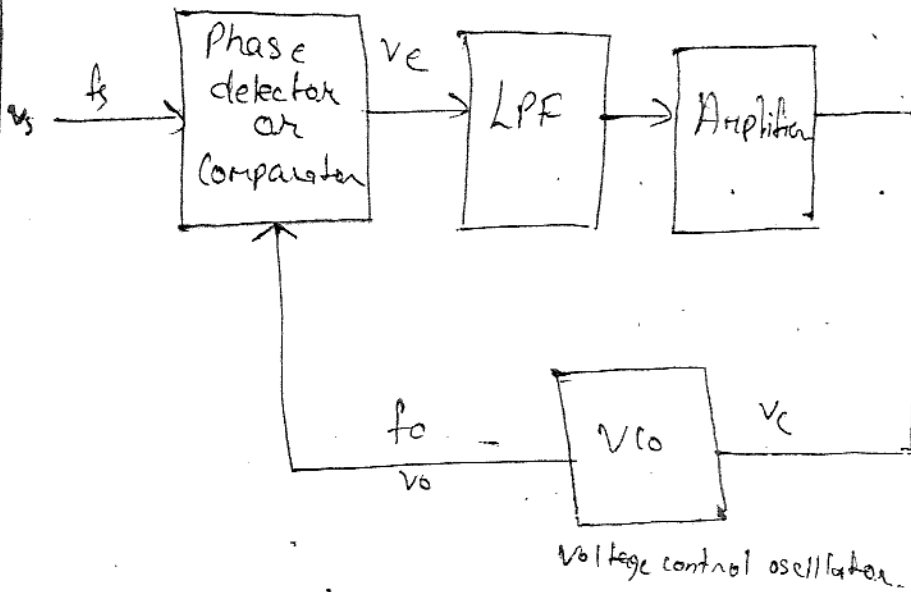 Phase
detector
or
Comparator
vs
fs
Ve
LPF
Amplifier
fo
vo
VCO
Vc
Voltage control oscillator.